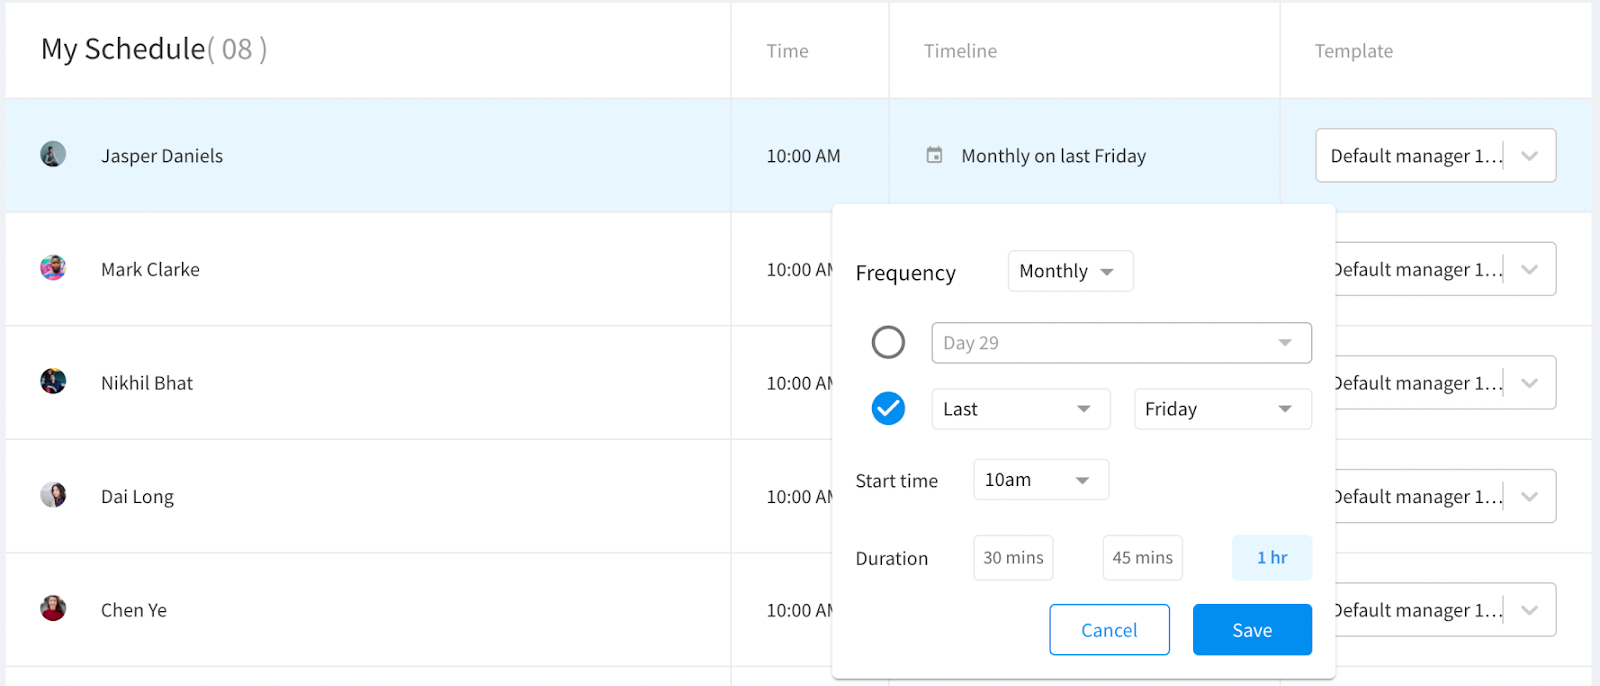 My Schedule( 08 )
Time
Timeline
Template
Jasper Daniels
10:00 AM
Monthly on last Friday
Default manager 1...
Mark Clarke
10:00 AM
Default manager 1...
Nikhil Bhat
10:00 AM
Default manager 1...
Dai Long
10:00 AM
Default manager 1...
Chen Ye
10:00 AM
Default manager 1...
Frequency
Monthly
Day 29
Last
Friday
Start time
10am
Duration
30 mins
45 mins
1 hr
Cancel
Save